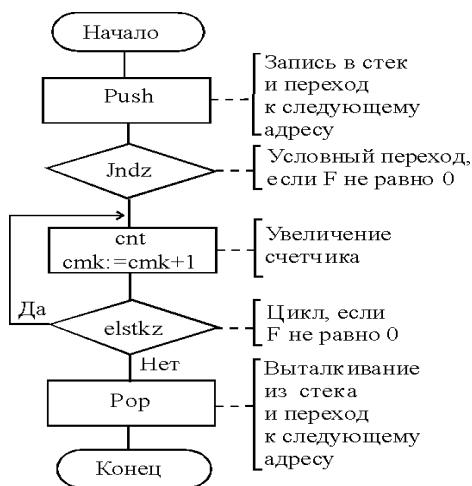 Начало
Push
Запись в стек
и переход
к следующему
адресу
Jndz
Условный переход,
если F не равно 0
cnt
cmk:=cmk+1
Увеличение
счетчика
Да
elstkz
Цикл, если
F не равно 0
Нет
Pop
Выталкивание
из стека
и переход
к следующему
адресу
Конец